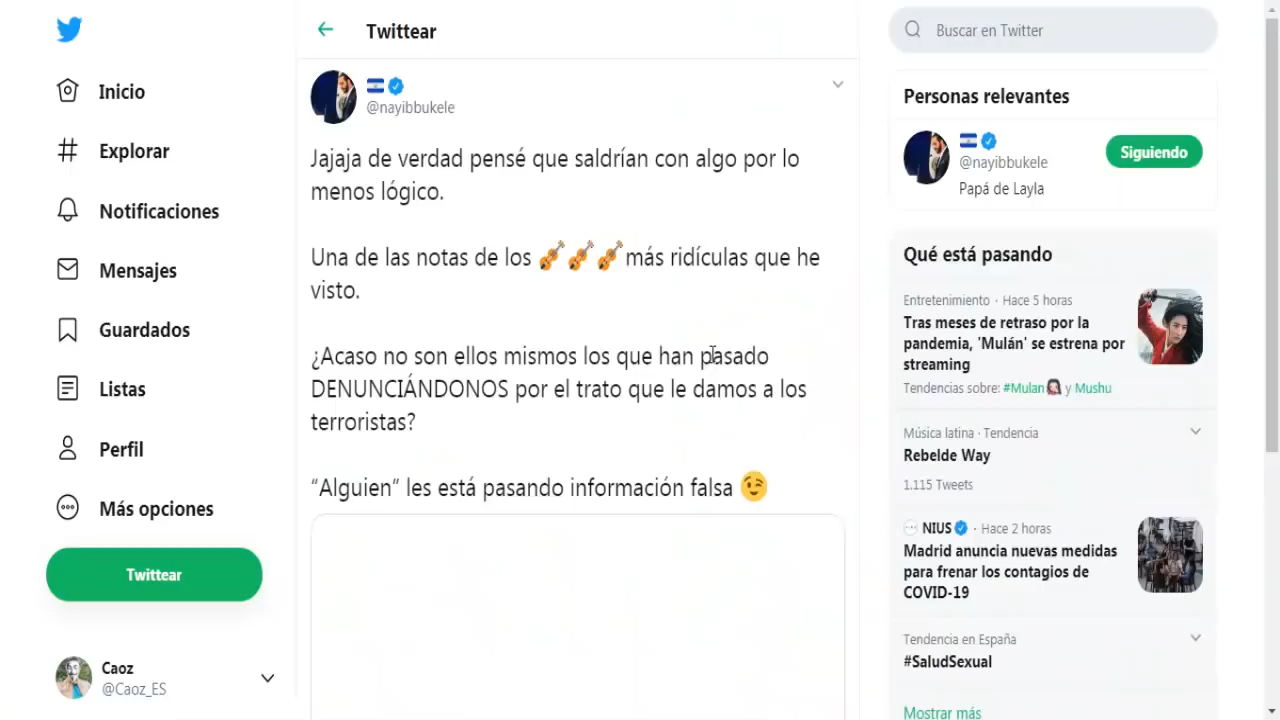 Inicio
Explorar
Notificaciones
Mensajes
Guardados
Listas
Perfil
Más opciones
Twittear
Caoz
@Caoz_ES
Twittear
@nayibbukele
Jajaja de verdad pensé que saldrían con algo por lo
menos lógico.
Una de las notas de los 🎻🎻🎻más ridículas que he
visto.
¿Acaso no son ellos mismos los que han pasado
DENUNCIÁNDONOS por el trato que le damos a los
terroristas?
“Alguien“ les está pasando información falsa 😉
Buscar en Twitter
Personas relevantes
@nayibbukele
Siguiendo
Papá de Layla
Qué está pasando
Entretenimiento · Hace 5 horas
Tras meses de retraso por la
pandemia, 'Mulán' se estrena por
streaming
Tendencias sobre: #Mulan y Mushu
Música latina · Tendencia
Rebelde Way
1.115 Tweets
NIUS · Hace 2 horas
Madrid anuncia nuevas medidas
para frenar los contagios de
COVID-19
Tendencia en España
#SaludSexual
Mostrar más